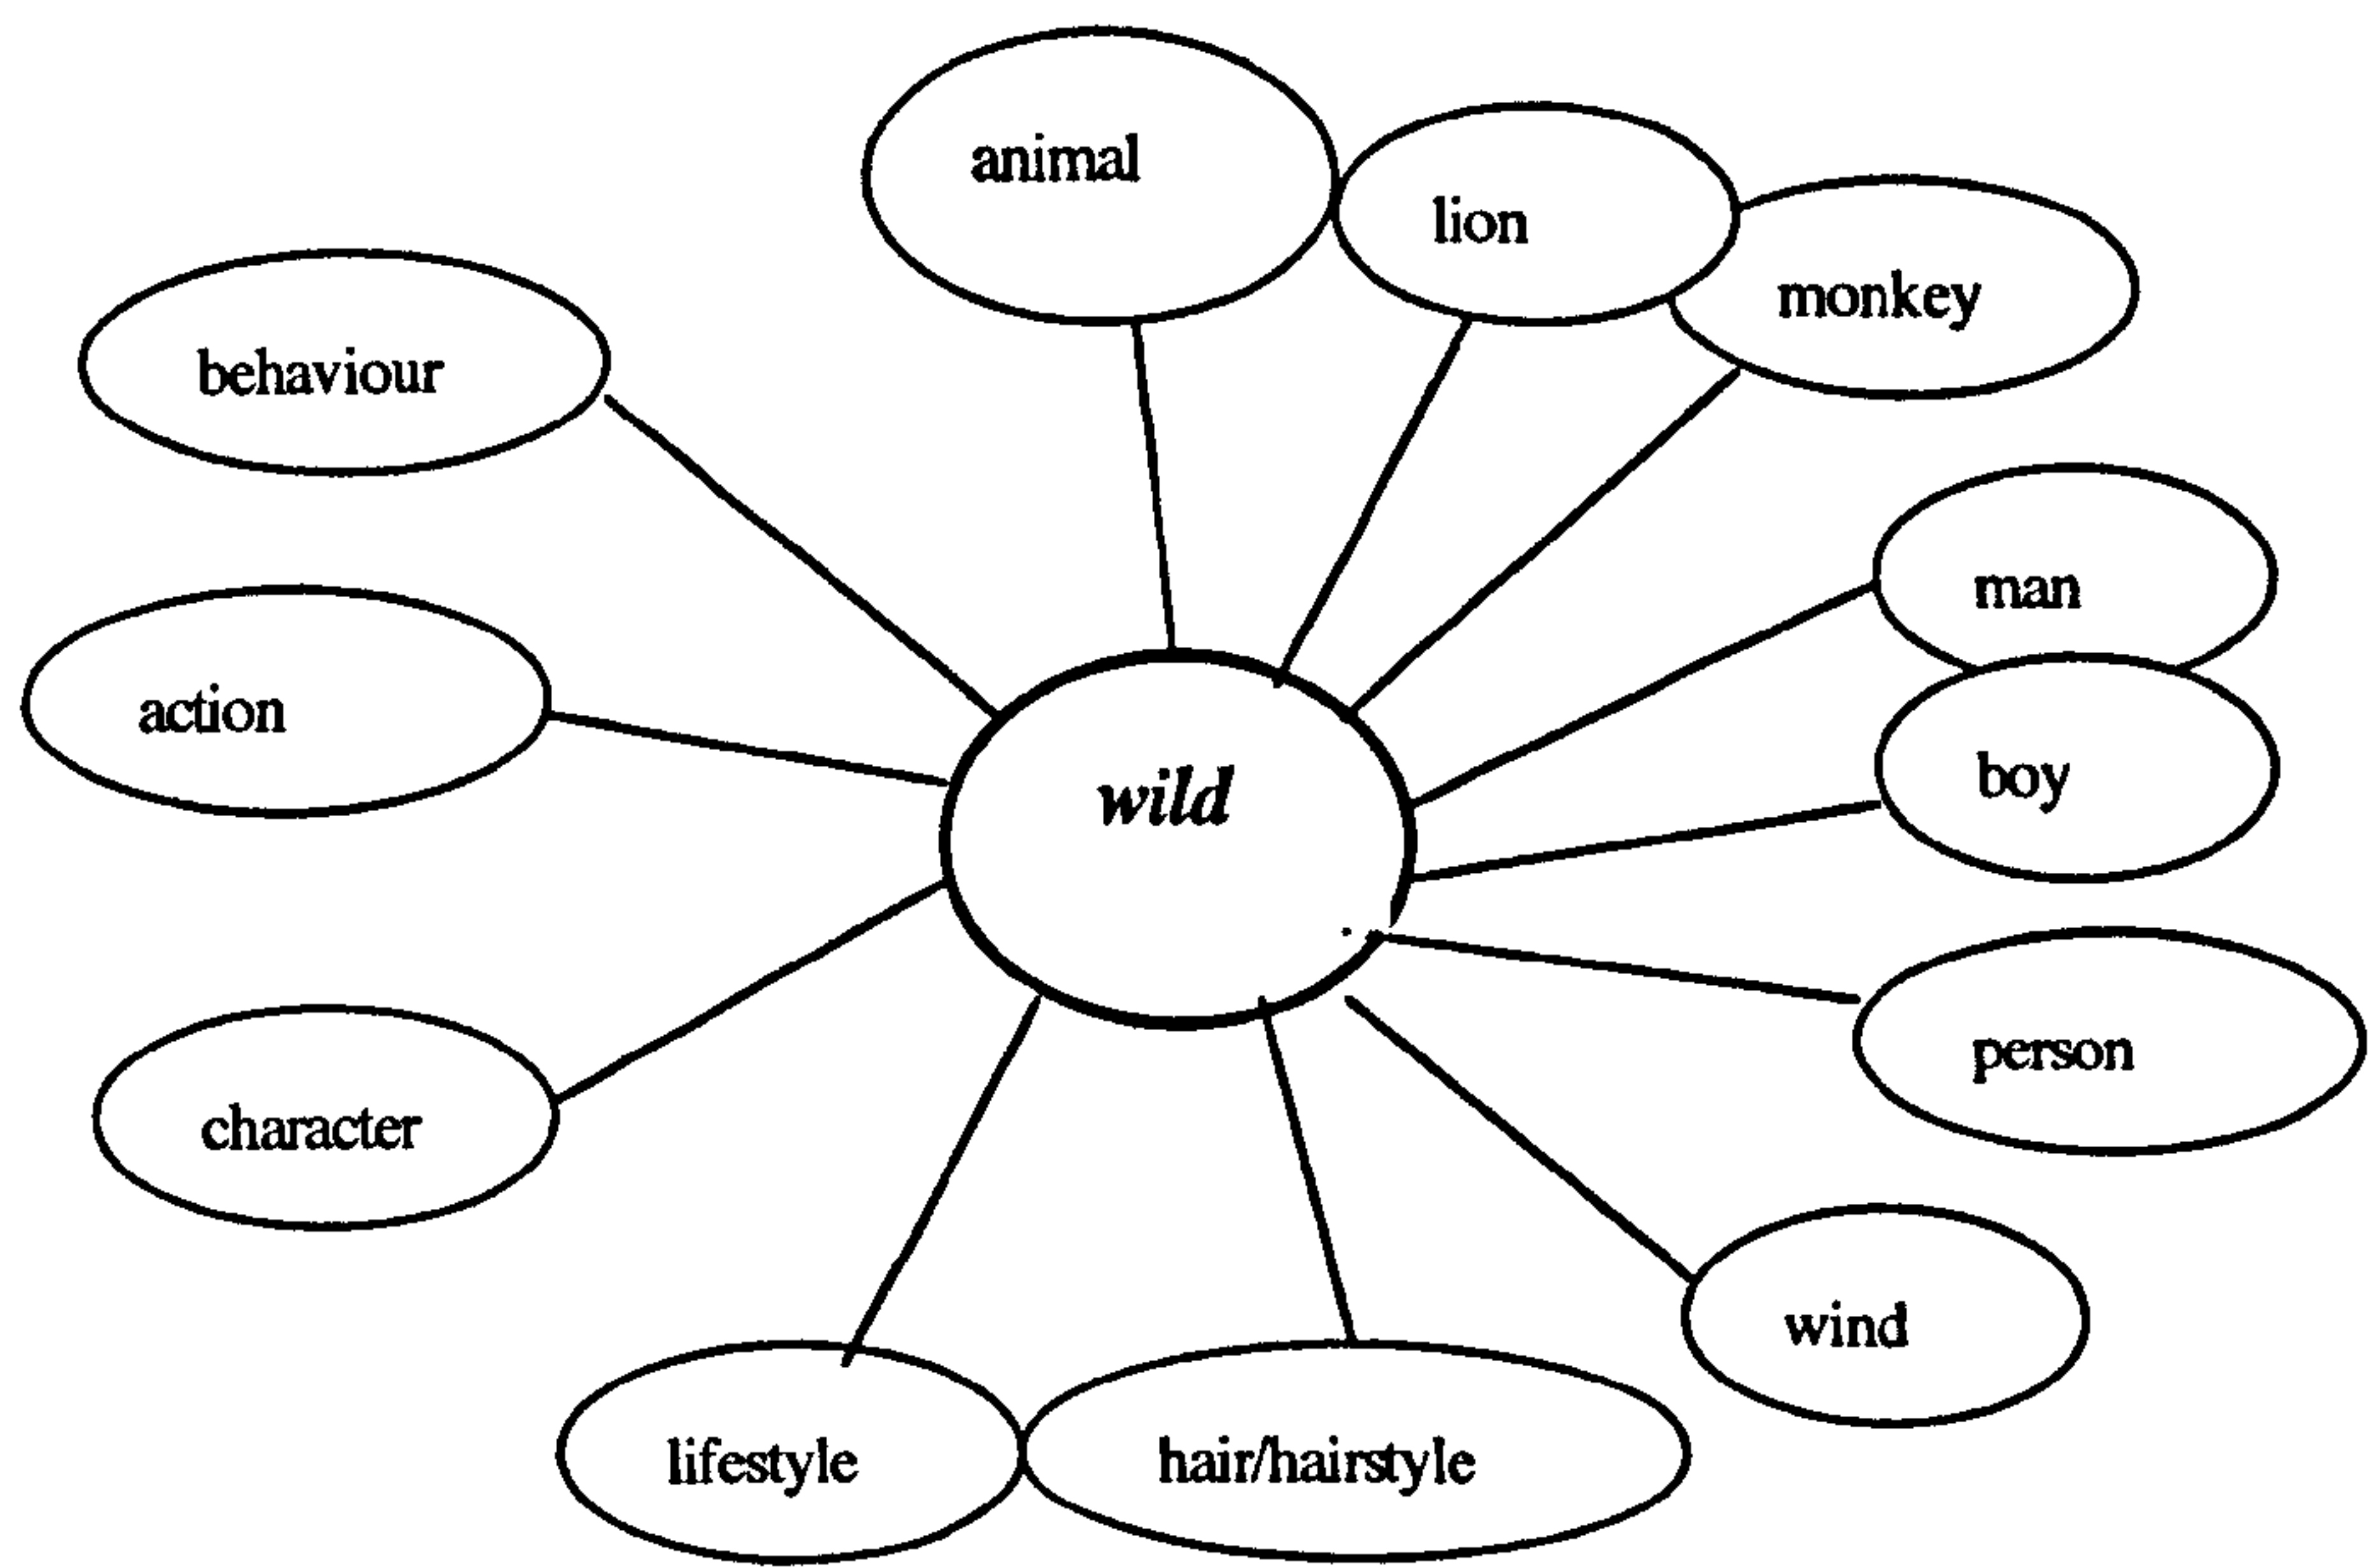 animal
lion
monkey
behaviour
man
action
boy
wild
person
character
wind
lifestyle
hair/hairstyle